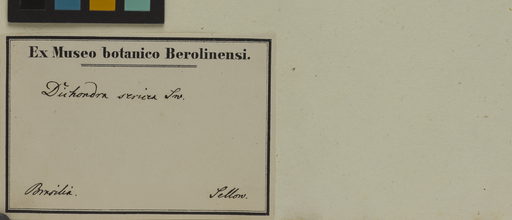 Ex Museo botanico Berolinensi.
Dichondra sericea Sw.
Brasilia. Sellow.